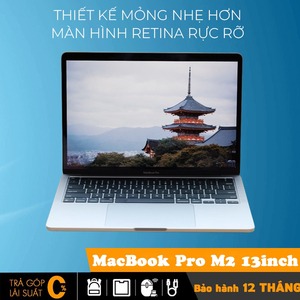 THIẾT KẾ MỎNG NHẸ HƠN
MÀN HÌNH RETINA RỰC RỠ
MacBook Pro M2 13inch
TRẢ GÓP
LÃI SUẤT
0%
Bảo hành 12 THÁNG